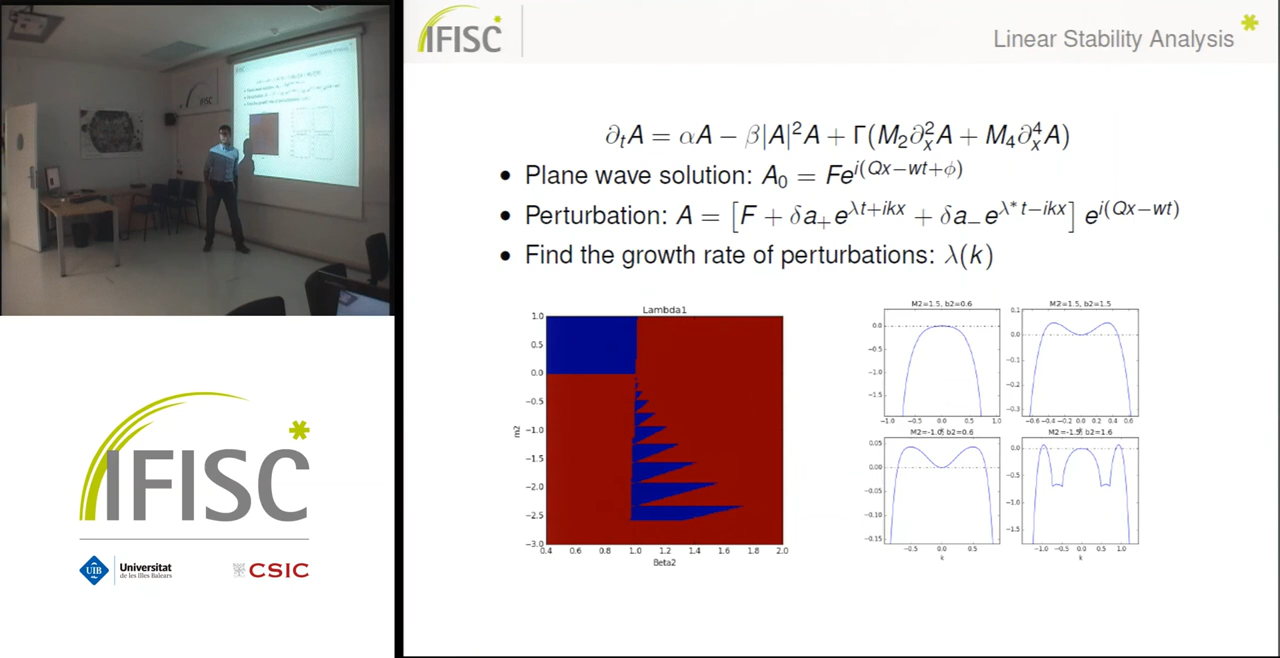 IFISC
Linear Stability Analysis
∂ₜA = αA − β|A|²A + Γ(M₂∂ₓ²A + M₄∂ₓ⁴A)
• Plane wave solution: A₀ = Fe^{i(Qx−wt+ϕ)}
• Perturbation: A = [F + δa₊e^{λt+ikx} + δa₋e^{λ*t−ikx}] e^{i(Qx−wt)}
• Find the growth rate of perturbations: λ(k)
Lambda1
1.0
0.5
0.0
−0.5
−1.0
−1.5
−2.0
−2.5
−3.0
m2
0.4 0.6 0.8 1.0 1.2 1.4 1.6 1.8 2.0
Beta2
M2=1.5, b2=0.6
0.0
−0.5
−1.0
−1.5
−1.0 −0.5 0.0 0.5 1.0
M2=1.5, b2=1.5
0.1
0.0
−0.1
−0.2
−0.3
−0.6 −0.4 −0.2 0.0 0.2 0.4 0.6
M2=-1.0, b2=0.6
0.05
0.00
−0.05
−0.10
−0.15
−0.5 0.0 0.5
k
M2=-1.5, b2=1.6
0.0
−0.5
−1.0
−1.5
−1.0 −0.5 0.0 0.5 1.0
k
IFISC
UIB
Universitat
de les Illes Balears
CSIC